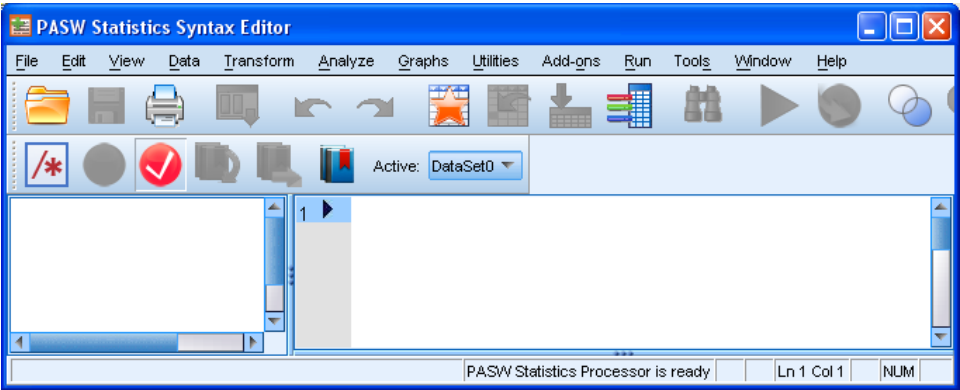 PASW Statistics Syntax Editor
File Edit View Data Transform Analyze Graphs Utilities Add-ons Run Tools Window Help
/* Active: DataSet0
1
PASW Statistics Processor is ready Ln 1 Col 1 NUM